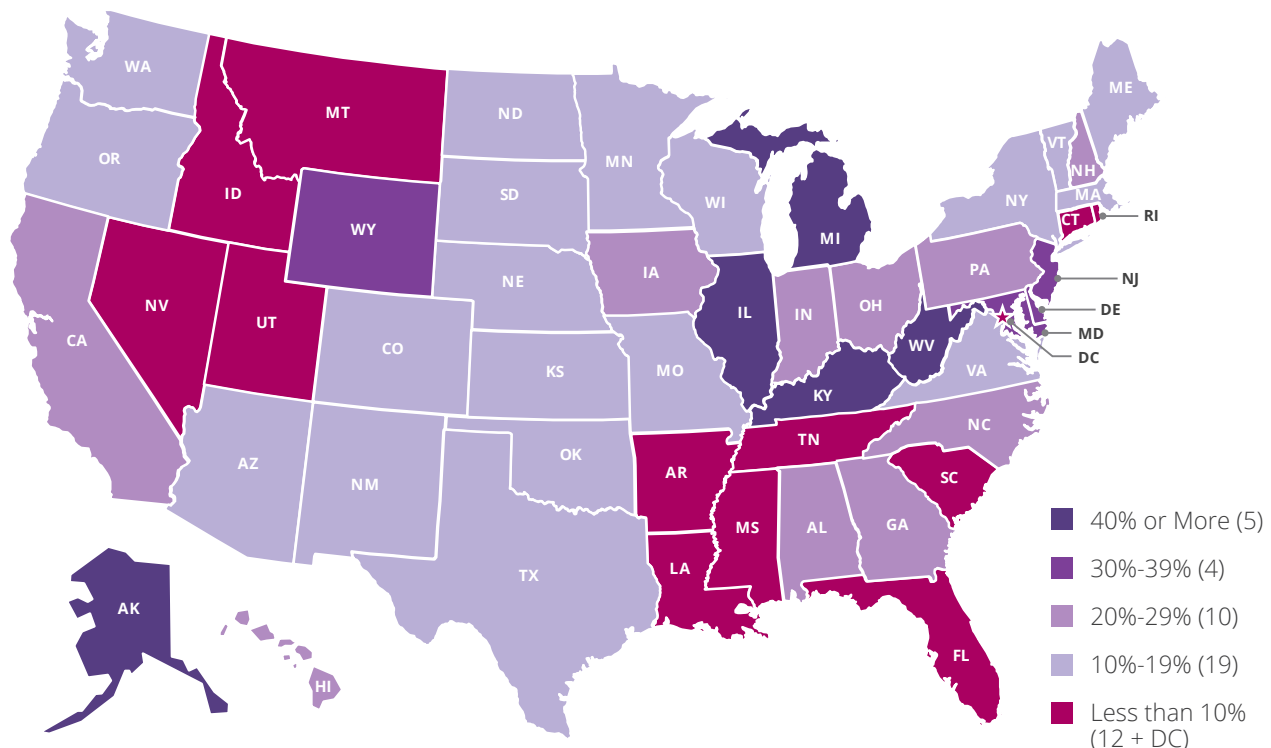 WA
MT
ND
ME
OR
MN
VT
ID
SD
WI
NH
MA
NY
WY
CT
RI
MI
IA
PA
NE
NJ
NV
UT
IL
IN
OH
DE
CA
CO
MD
WV
DC
KS
MO
VA
KY
NC
TN
AZ
OK
AR
NM
SC
MS
AL
GA
40% or More (5)
LA
30%-39% (4)
TX
AK
20%-29% (10)
FL
10%-19% (19)
HI
Less than 10%
(12 + DC)